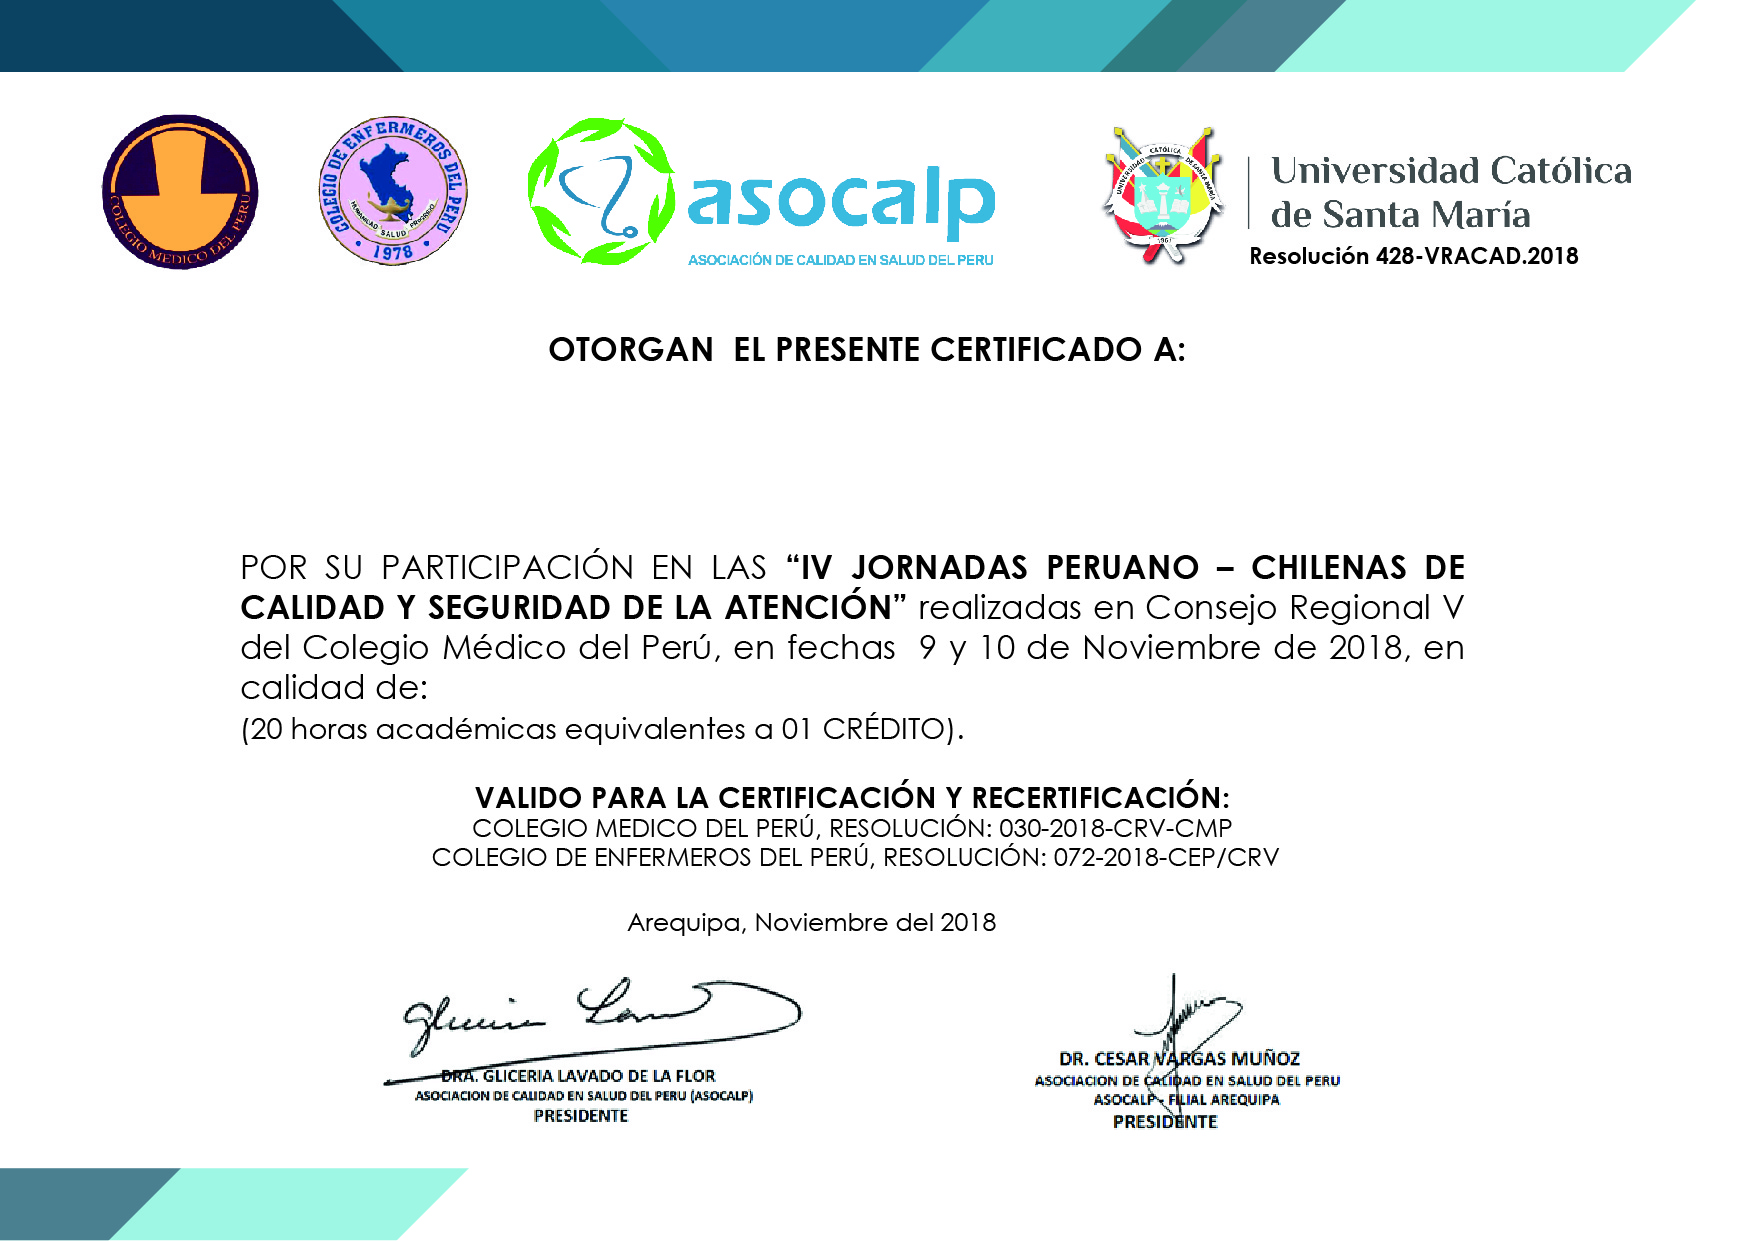 COLEGIO MEDICO DEL PERU
COLEGIO DE ENFERMEROS DEL PERU
HUMANIDAD SALUD PROGRESO
• 1978 •
asocalp
ASOCIACIÓN DE CALIDAD EN SALUD DEL PERU
UNIVERSIDAD CATÓLICA DE SANTA MARÍA
1961
Universidad Católica
de Santa María
Resolución 428-VRACAD.2018
OTORGAN EL PRESENTE CERTIFICADO A:
POR SU PARTICIPACIÓN EN LAS “IV JORNADAS PERUANO – CHILENAS DE
CALIDAD Y SEGURIDAD DE LA ATENCIÓN” realizadas en Consejo Regional V
del Colegio Médico del Perú, en fechas 9 y 10 de Noviembre de 2018, en
calidad de:
(20 horas académicas equivalentes a 01 CRÉDITO).
VALIDO PARA LA CERTIFICACIÓN Y RECERTIFICACIÓN:
COLEGIO MEDICO DEL PERÚ, RESOLUCIÓN: 030-2018-CRV-CMP
COLEGIO DE ENFERMEROS DEL PERÚ, RESOLUCIÓN: 072-2018-CEP/CRV
Arequipa, Noviembre del 2018
DRA. GLICERIA LAVADO DE LA FLOR
ASOCIACION DE CALIDAD EN SALUD DEL PERU (ASOCALP)
PRESIDENTE
DR. CESAR VARGAS MUÑOZ
ASOCIACION DE CALIDAD EN SALUD DEL PERU
ASOCALP - FILIAL AREQUIPA
PRESIDENTE